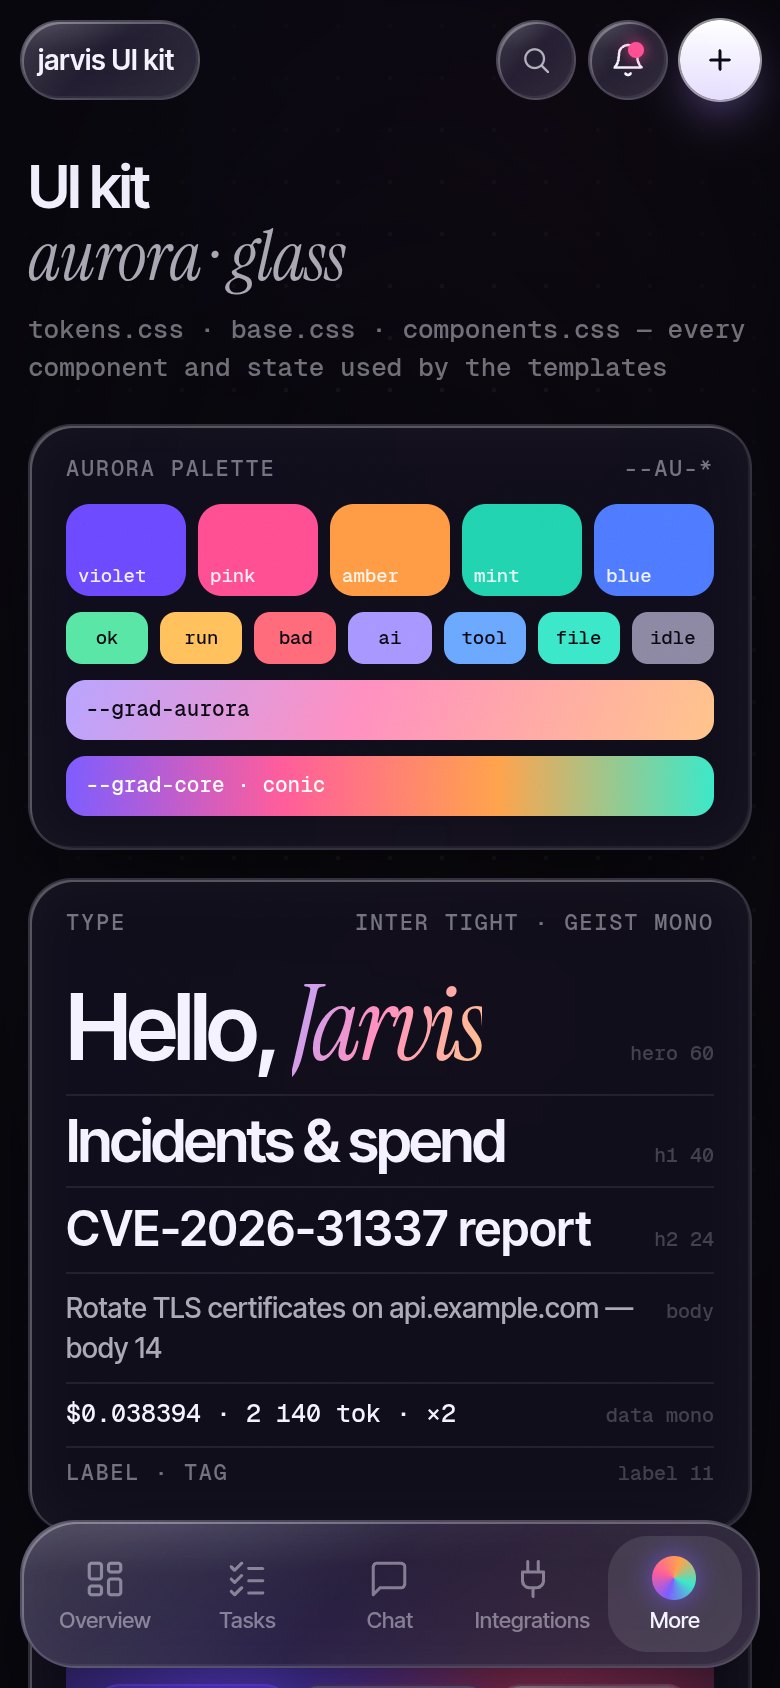 jarvis UI kit
UI kit
aurora · glass
tokens.css · base.css · components.css — every
component and state used by the templates
AURORA PALETTE --AU-*
violet pink amber mint blue
ok run bad ai tool file idle
--grad-aurora
--grad-core · conic
TYPE INTER TIGHT · GEIST MONO
Hello, Jarvis hero 60
Incidents & spend h1 40
CVE-2026-31337 report h2 24
Rotate TLS certificates on api.example.com — body
body 14
$0.038394 · 2 140 tok · ×2 data mono
LABEL · TAG label 11
Overview Tasks Chat Integrations More